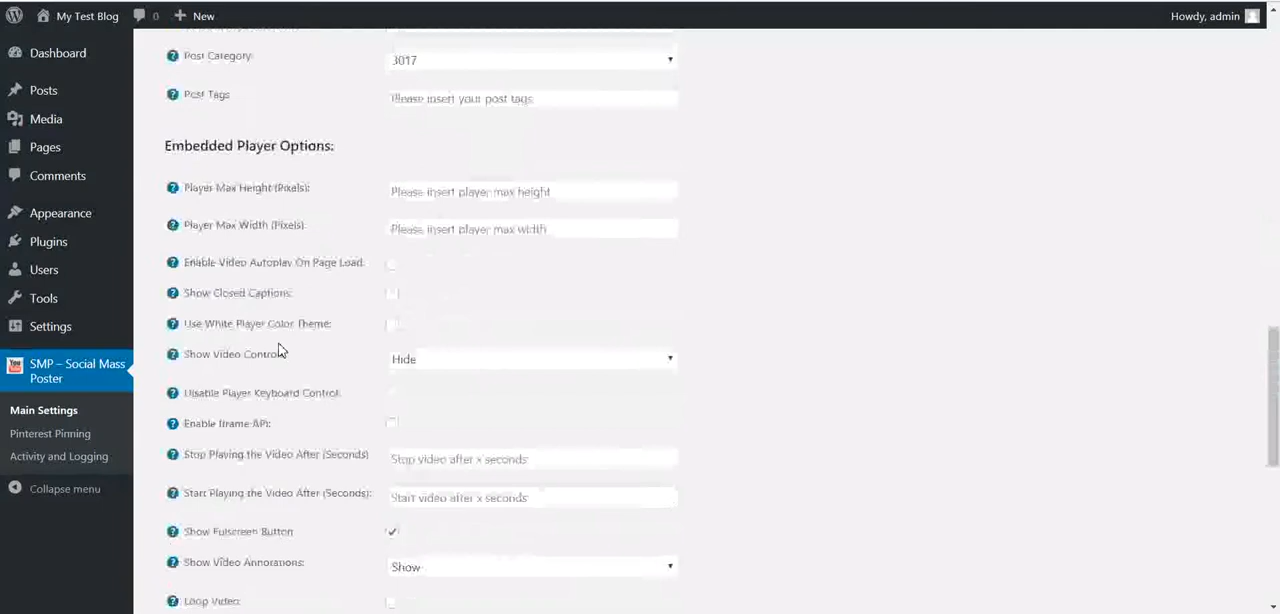 My Test Blog
0
New
Howdy, admin
Dashboard
Posts
Media
Pages
Comments
Appearance
Plugins
Users
Tools
Settings
You
SMP – Social Mass
Poster
Main Settings
Pinterest Pinning
Activity and Logging
Collapse menu
Post Category:
3017
Post Tags
Please insert your post tags
Embedded Player Options:
Player Max Height (Pixels):
Please insert player max height
Player Max Width (Pixels)
Please insert player max width
Enable Video Autoplay On Page Load:
Show Closed Captions:
Use White Player Color Theme:
Show Video Control
Hide
Disable Player Keyboard Control:
Enable Iframe API:
Stop Playing the Video After (Seconds)
Stop video after x seconds
Start Playing the Video After (Seconds):
Start video after x seconds
Show Fullscreen Button
Show Video Annotations:
Show
Loop Video: